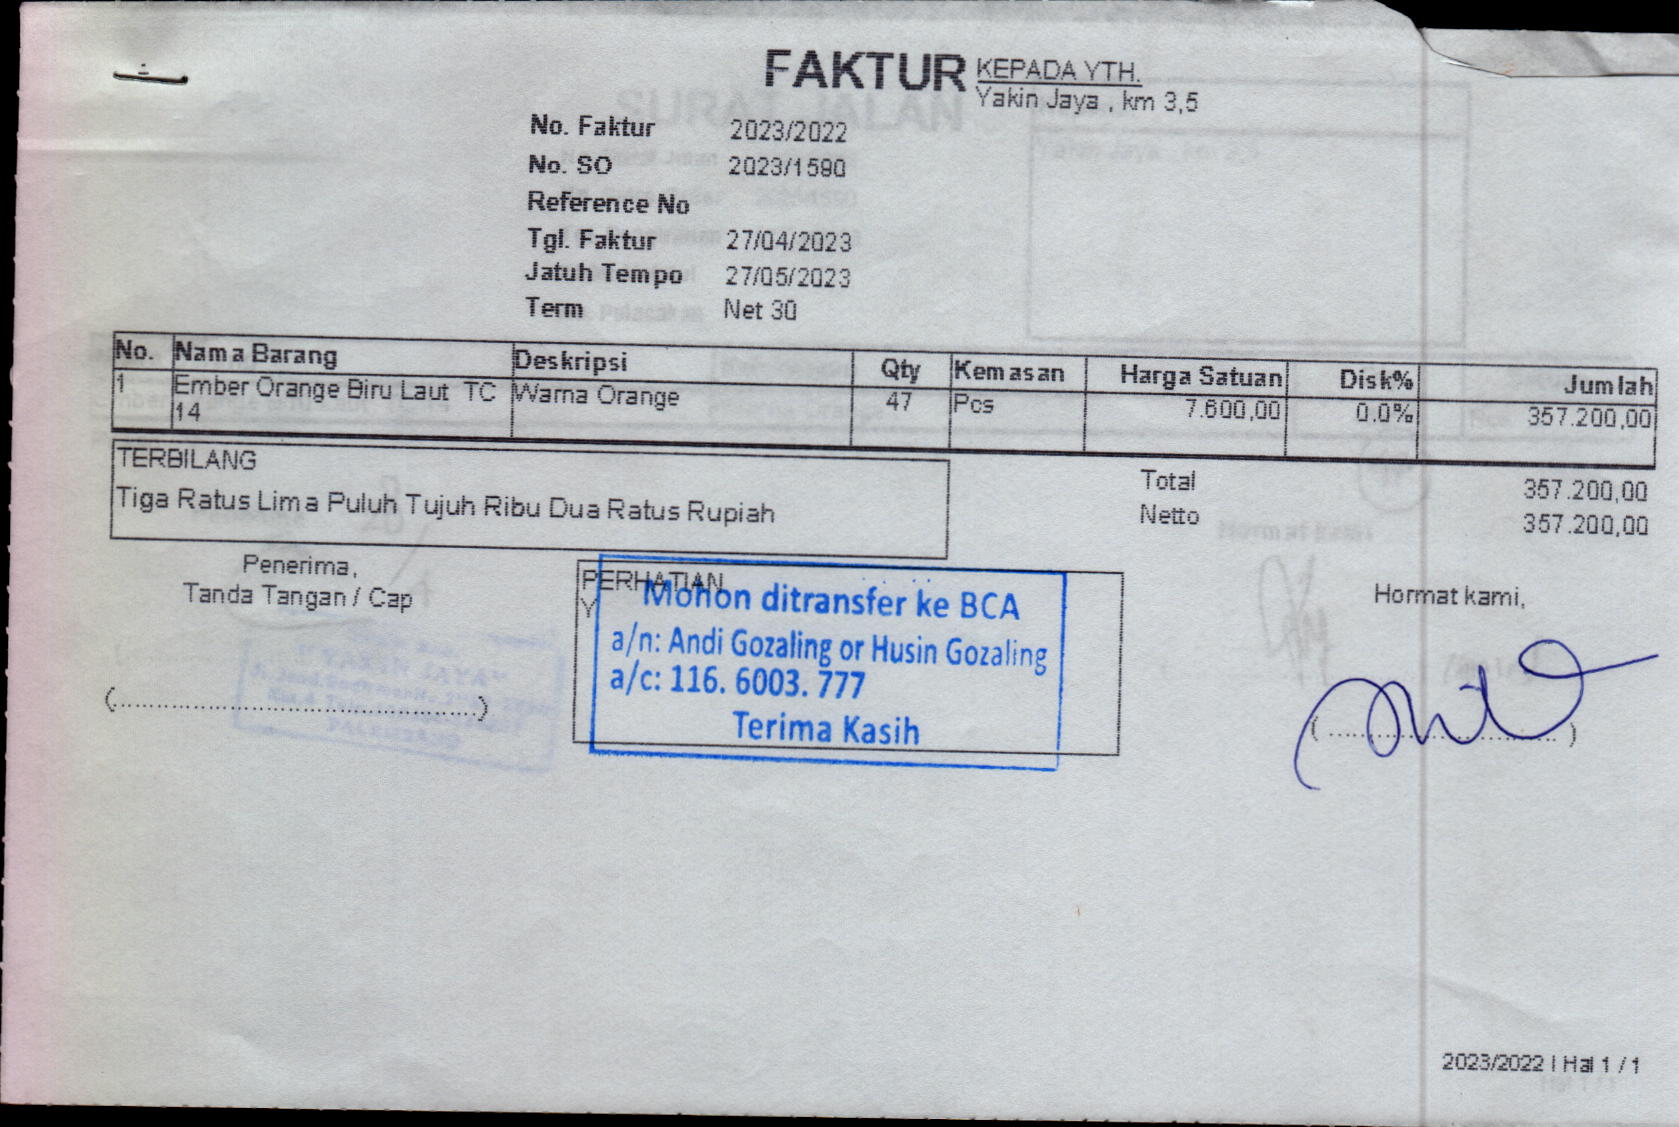 FAKTUR
KEPADA YTH.
Yakin Jaya , km 3,5
No. Faktur 2023/2022
No. SO 2023/1590
Reference No
Tgl. Faktur 27/04/2023
Jatuh Tempo 27/05/2023
Term Net 30
No. Nama Barang Deskripsi Qty Kemasan Harga Satuan Disk% Jumlah
1 Ember Orange Biru Laut TC Warna Orange 47 Pcs 7.600,00 0.0% 357.200,00
14
TERBILANG
Tiga Ratus Lima Puluh Tujuh Ribu Dua Ratus Rupiah
Total 357.200,00
Netto 357.200,00
Penerima,
Tanda Tangan / Cap
"YAKIN JAYA"
PALEMBANG
PERHATIAN
Y
Mohon ditransfer ke BCA
a/n: Andi Gozaling or Husin Gozaling
a/c: 116. 6003. 777
Terima Kasih
Hormat kami,
2023/2022 | Hal 1 / 1